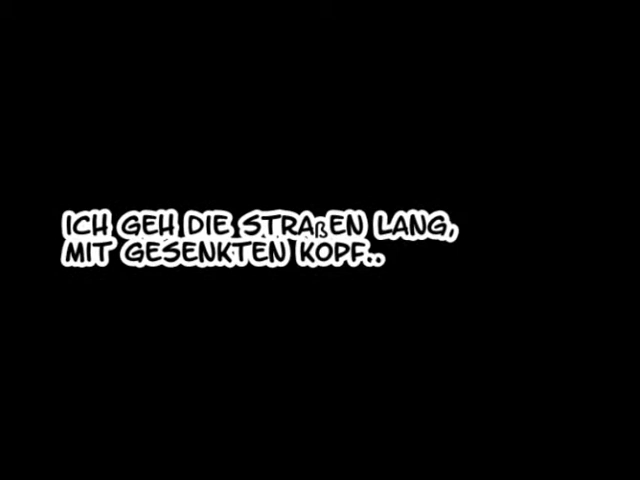 ICH GEH DIE STRAßEN LANG,
MIT GESENKTEN KOPF..